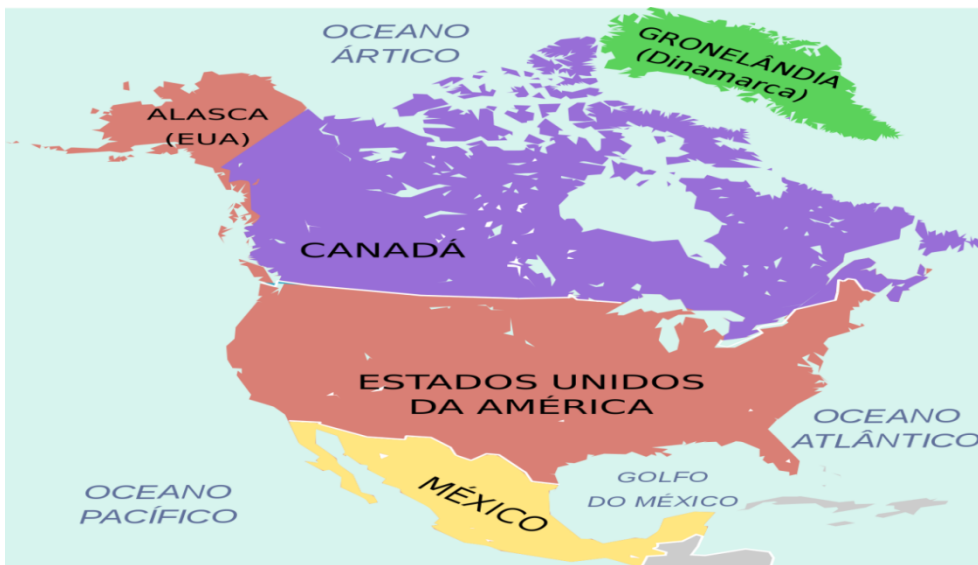 OCEANO
ÁRTICO
GRONELÂNDIA
(Dinamarca)
ALASCA
(EUA)
CANADÁ
ESTADOS UNIDOS
DA AMÉRICA
OCEANO
ATLÂNTICO
GOLFO
DO MÉXICO
MÉXICO
OCEANO
PACÍFICO